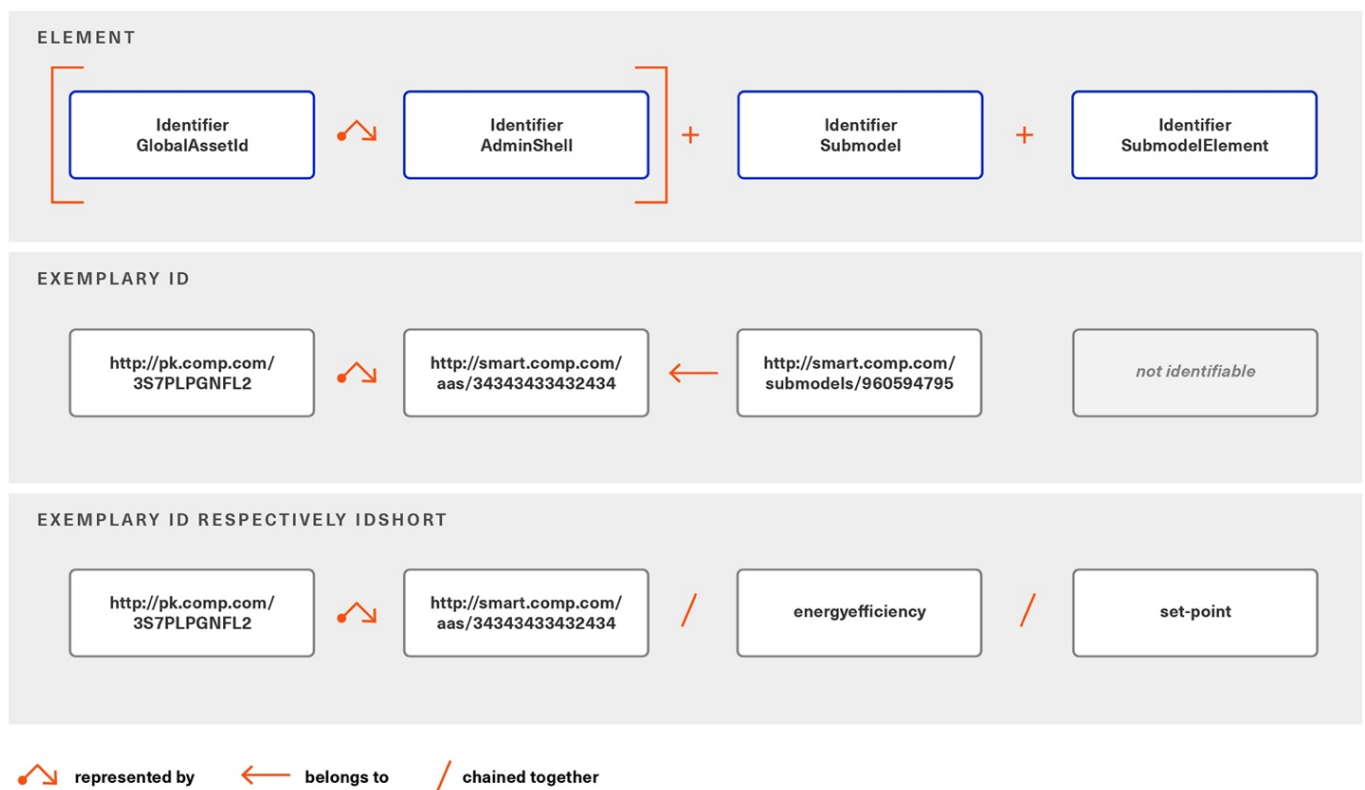 ELEMENT
Identifier
GlobalAssetId
Identifier
AdminShell
+
Identifier
Submodel
+
Identifier
SubmodelElement
EXEMPLARY ID
http://pk.comp.com/
3S7PLPGNFL2
http://smart.comp.com/
aas/34343433432434
http://smart.comp.com/
submodels/960594795
not identifiable
EXEMPLARY ID RESPECTIVELY IDSHORT
http://pk.comp.com/
3S7PLPGNFL2
http://smart.comp.com/
aas/34343433432434
/
energyefficiency
/
set-point
represented by
belongs to
/ chained together